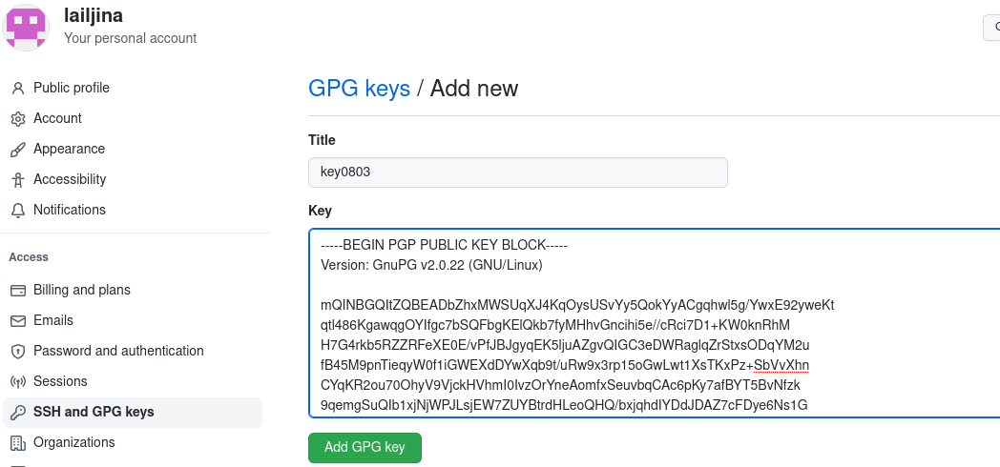 lailjina
Your personal account
Public profile
Account
Appearance
Accessibility
Notifications
Access
Billing and plans
Emails
Password and authentication
Sessions
SSH and GPG keys
Organizations
GPG keys / Add new
Title
key0803
Key
-----BEGIN PGP PUBLIC KEY BLOCK-----
Version: GnuPG v2.0.22 (GNU/Linux)
mQINBGQItZQBEADbZhxMWSUqXJ4KqOysUSvYy5QokYyACgqhwl5g/YwxE92yweKt
qtl486KgawqgOYIfgc7bSQFbgKElQkb7fyMHhvGncihi5e//cRci7D1+KW0knRhM
H7G4rkb5RZZRFeXE0E/vPfJBJgyqEK5ljuAZgvQIGC3eDWRaglqZrStxsODqYM2u
fB45M9pnTieqyW0f1iGWEXdDYwXqb9t/uRw9x3rp15oGwLwt1XsTKxPz+SbVvXhn
CYqKR2ou70OhyV9VjckHVhmI0IvzOrYneAomfxSeuvbqCAc6pKy7afBYT5BvNfzk
9qemgSuQIb1xjNjWPJLsjEW7ZUYBtrdHLeoQHQ/bxjqhdIYDdJDAZ7cFDye6Ns1G
Add GPG key